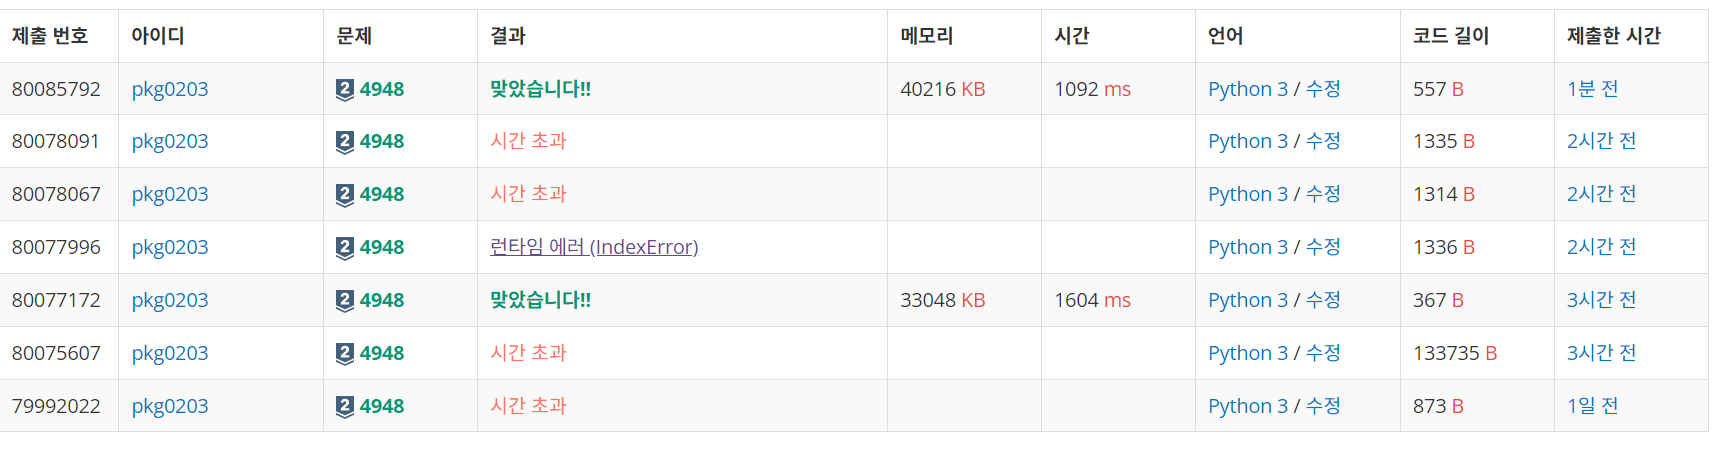 제출 번호 아이디 문제 결과 메모리 시간 언어 코드 길이 제출한 시간
80085792 pkg0203 2 4948 맞았습니다!! 40216 KB 1092 ms Python 3 / 수정 557 B 1분 전
80078091 pkg0203 2 4948 시간 초과 Python 3 / 수정 1335 B 2시간 전
80078067 pkg0203 2 4948 시간 초과 Python 3 / 수정 1314 B 2시간 전
80077996 pkg0203 2 4948 런타임 에러 (IndexError) Python 3 / 수정 1336 B 2시간 전
80077172 pkg0203 2 4948 맞았습니다!! 33048 KB 1604 ms Python 3 / 수정 367 B 3시간 전
80075607 pkg0203 2 4948 시간 초과 Python 3 / 수정 133735 B 3시간 전
79992022 pkg0203 2 4948 시간 초과 Python 3 / 수정 873 B 1일 전